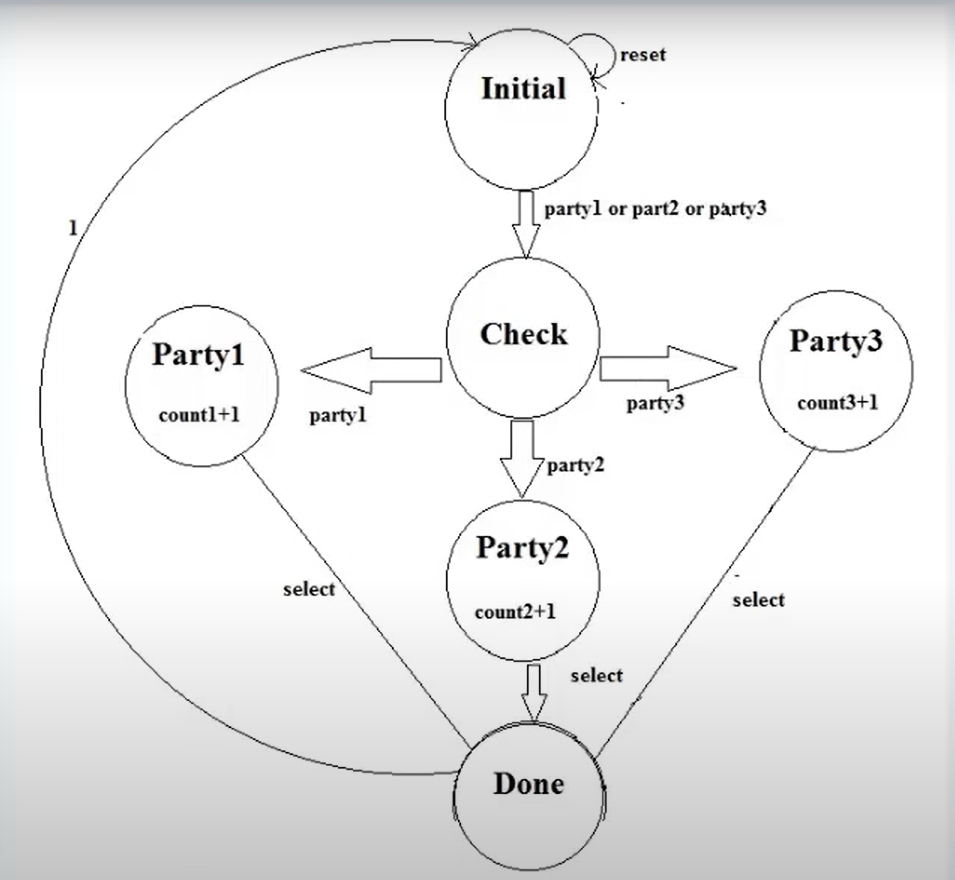 Initial
reset
party1 or part2 or party3
1
Check
Party1
count1+1
Party3
count3+1
party1
party3
party2
Party2
count2+1
select
select
select
Done